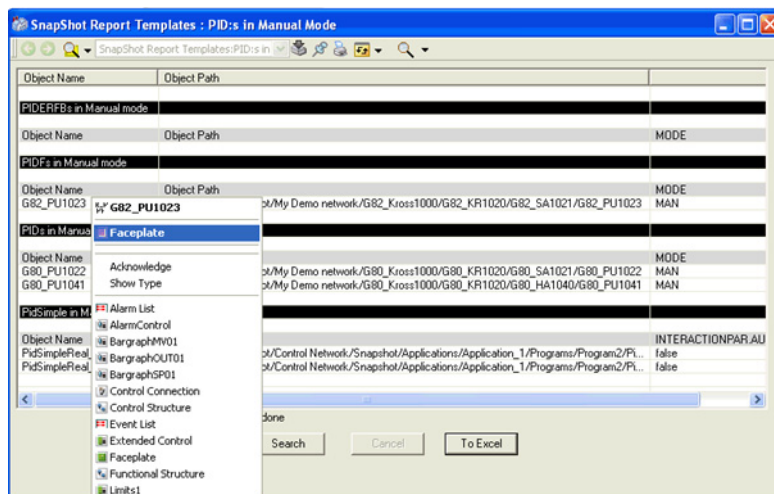 SnapShot Report Templates : PID:s in Manual Mode
SnapShot Report Templates:PID:s in
Object Name Object Path
PIDERFBs in Manual mode
Object Name Object Path MODE
PIDFs in Manual mode
Object Name Object Path MODE
G82_PU1023 ot/My Demo network/G82_Kross1000/G82_KR1020/G82_SA1021/G82_PU1023 MAN
PIDs in Manua
Object Name MODE
G80_PU1022 ot/My Demo network/G80_Kross1000/G80_KR1020/G80_SA1021/G80_PU1022 MAN
G80_PU1041 ot/My Demo network/G80_Kross1000/G80_KR1020/G80_HA1040/G80_PU1041 MAN
PidSimple in M
Object Name INTERACTIONPAR.AU
PidSimpleReal_ ot/Control Network/Snapshot/Applications/Application_1/Programs/Program2/Pi... false
PidSimpleReal_ ot/Control Network/Snapshot/Applications/Application_1/Programs/Program2/Pi... false
done
Search Cancel To Excel
G82_PU1023
Faceplate
Acknowledge
Show Type
Alarm List
AlarmControl
BargraphMV01
BargraphOUT01
BargraphSP01
Control Connection
Control Structure
Event List
Extended Control
Faceplate
Functional Structure
Limits1